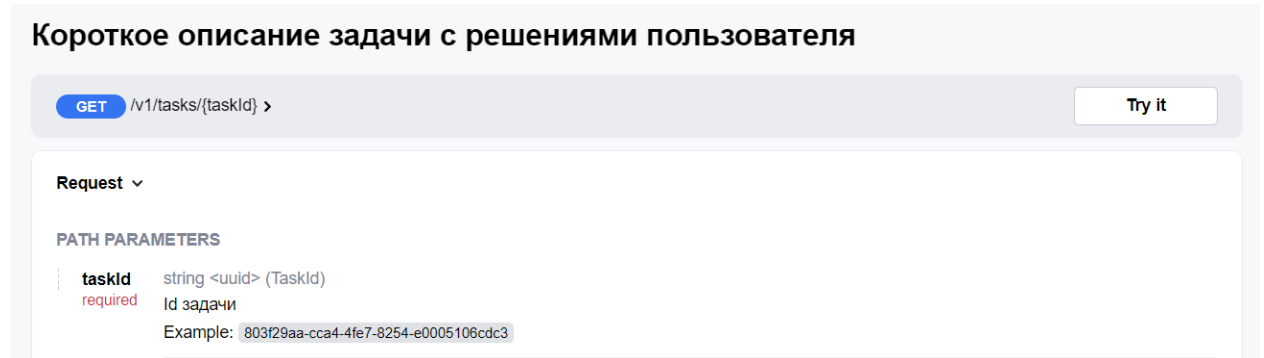 Короткое описание задачи с решениями пользователя
GET /v1/tasks/{taskId} Try it
Request
PATH PARAMETERS
taskId string <uuid> (TaskId)
required Id задачи
Example: 803f29aa-cca4-4fe7-8254-e0005106cdc3